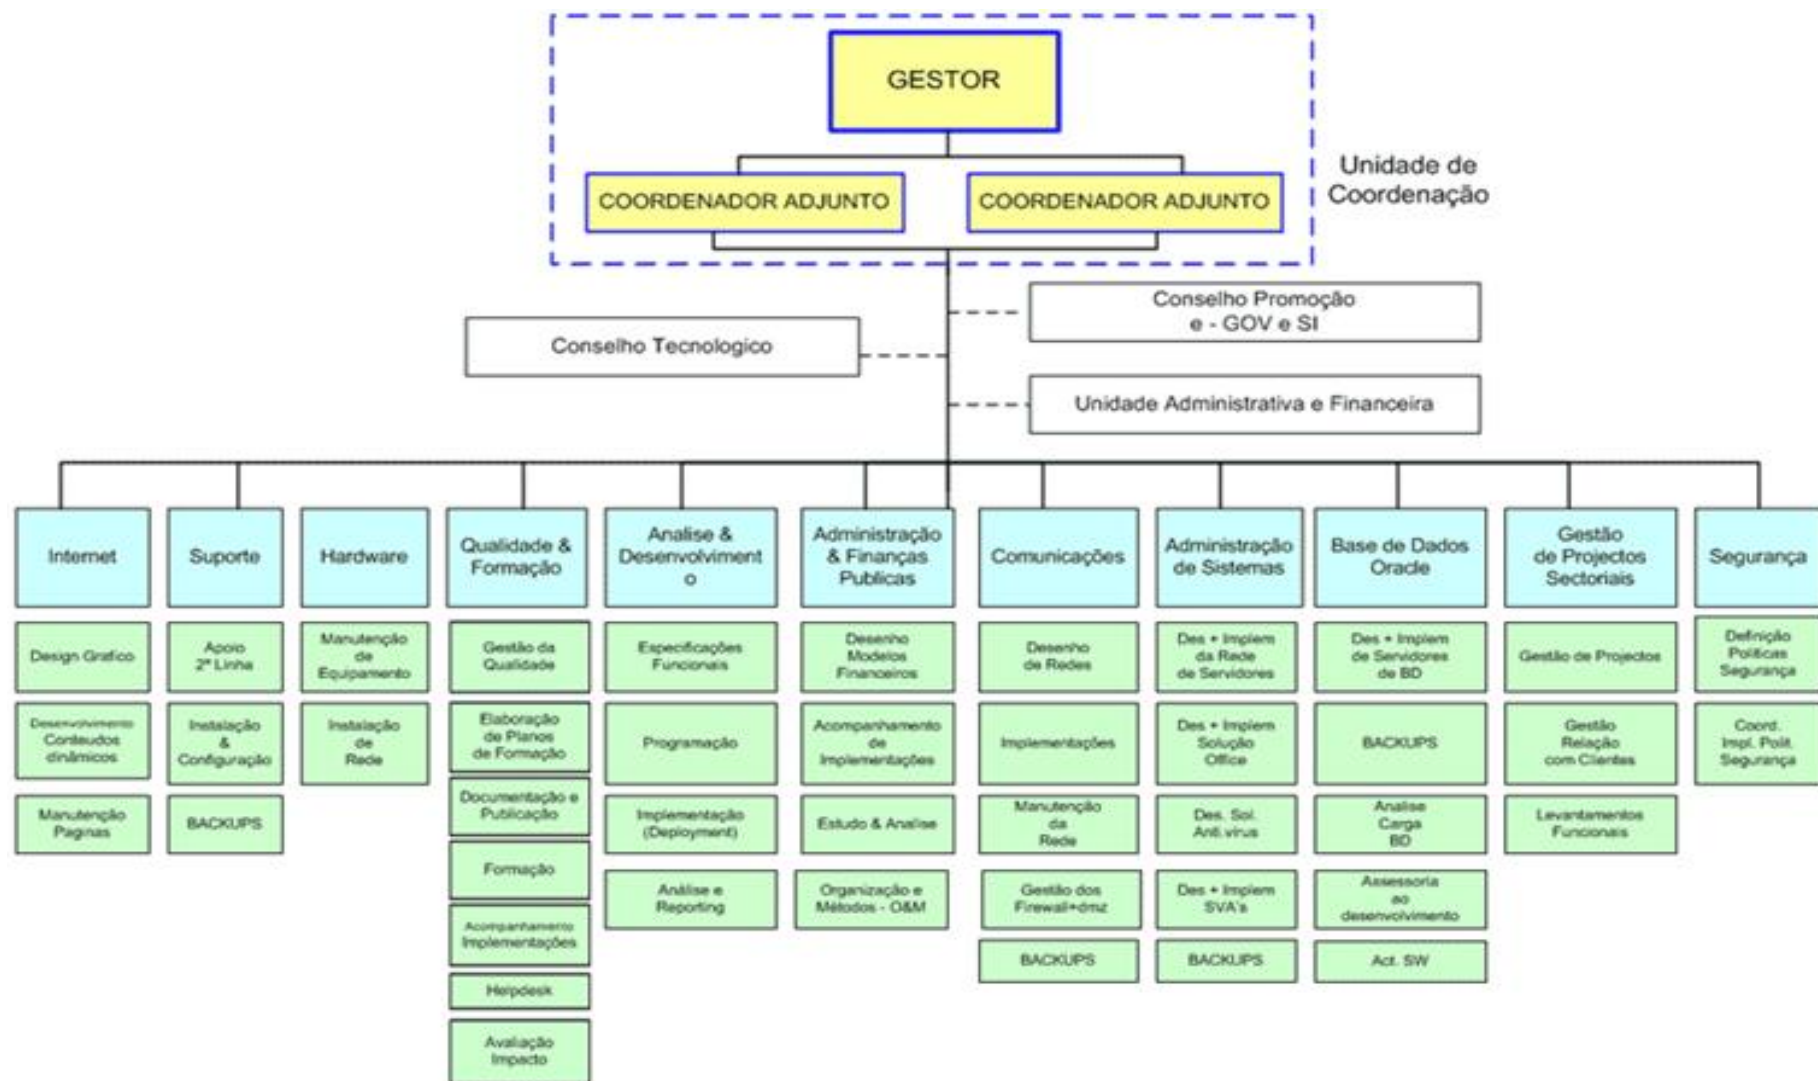 GESTOR
COORDENADOR ADJUNTO
COORDENADOR ADJUNTO
Unidade de
Coordenação
Conselho Promoção
e - GOV e SI
Conselho Tecnologico
Unidade Administrativa e Financeira
Internet
Suporte
Hardware
Qualidade &
Formação
Analise &
Desenvolviment
o
Administração
& Finanças
Publicas
Comunicações
Administração
de Sistemas
Base de Dados
Oracle
Gestão
de Projectos
Sectoriais
Segurança
Design Grafico
Desenvolvimento
Conteudos
dinâmicos
Manutenção
Paginas
Apoio
2ª Linha
Instalação
&
Configuração
BACKUPS
Manutenção
de
Equipamento
Instalação
de
Rede
Gestão da
Qualidade
Elaboração
de Planos
de Formação
Documentação e
Publicação
Formação
Acompanhamento
Implementações
Helpdesk
Avaliação
Impacto
Especificações
Funcionais
Programação
Implementação
(Deployment)
Análise e
Reporting
Desenho
Modelos
Financeiros
Acompanhamento
de
Implementações
Estudo & Analise
Organização e
Métodos - O&M
Desenho
de Redes
Implementações
Manutenção
da
Rede
Gestão dos
Firewall+dmz
BACKUPS
Des + Implem
da Rede
de Servidores
Des + Implem
Solução
Office
Des. Sol.
Anti.virus
Des + Implem
SVA's
BACKUPS
Des + Implem
de Servidores
de BD
BACKUPS
Analise
Carga
BD
Assessoria
ao
desenvolvimento
Act. SW
Gestão de Projectos
Gestão
Relação
com Clientes
Levantamentos
Funcionais
Definição
Politicas
Segurança
Coord.
Impl. Polit.
Segurança